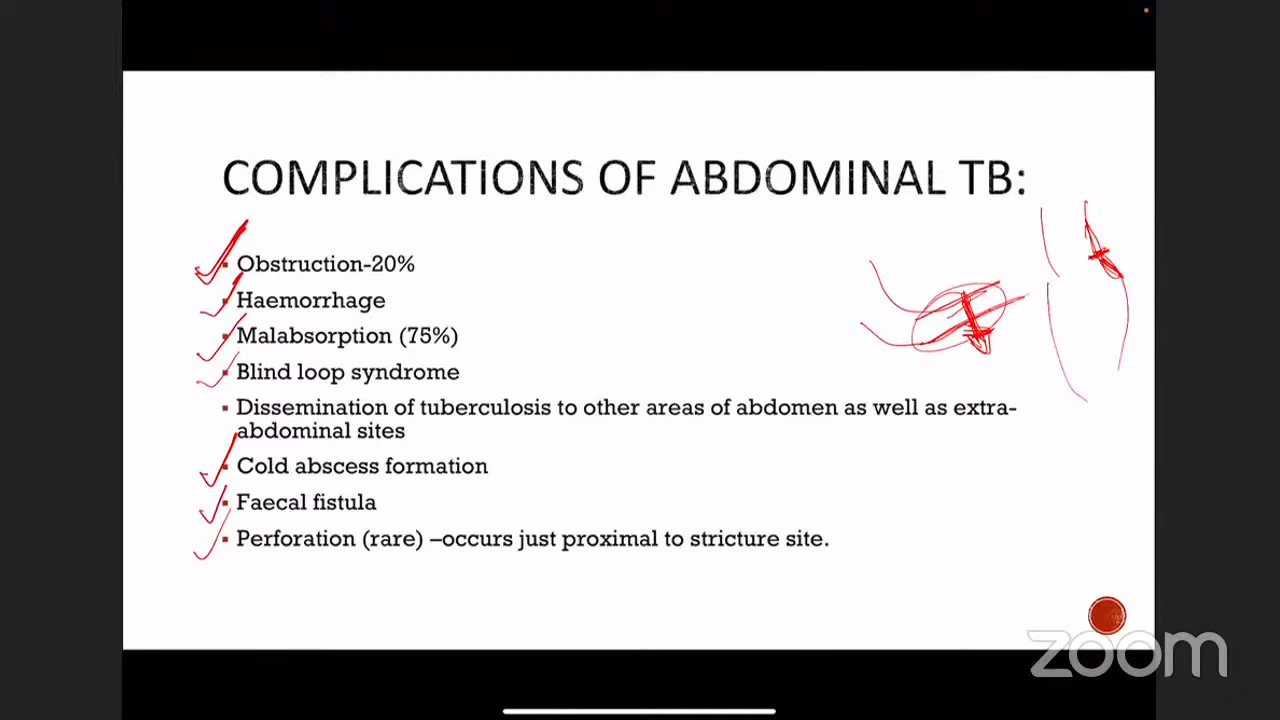 COMPLICATIONS OF ABDOMINAL TB:
▪ Obstruction-20%
▪ Haemorrhage
▪ Malabsorption (75%)
▪ Blind loop syndrome
▪ Dissemination of tuberculosis to other areas of abdomen as well as extra-
abdominal sites
▪ Cold abscess formation
▪ Faecal fistula
▪ Perforation (rare) –occurs just proximal to stricture site.
zoom